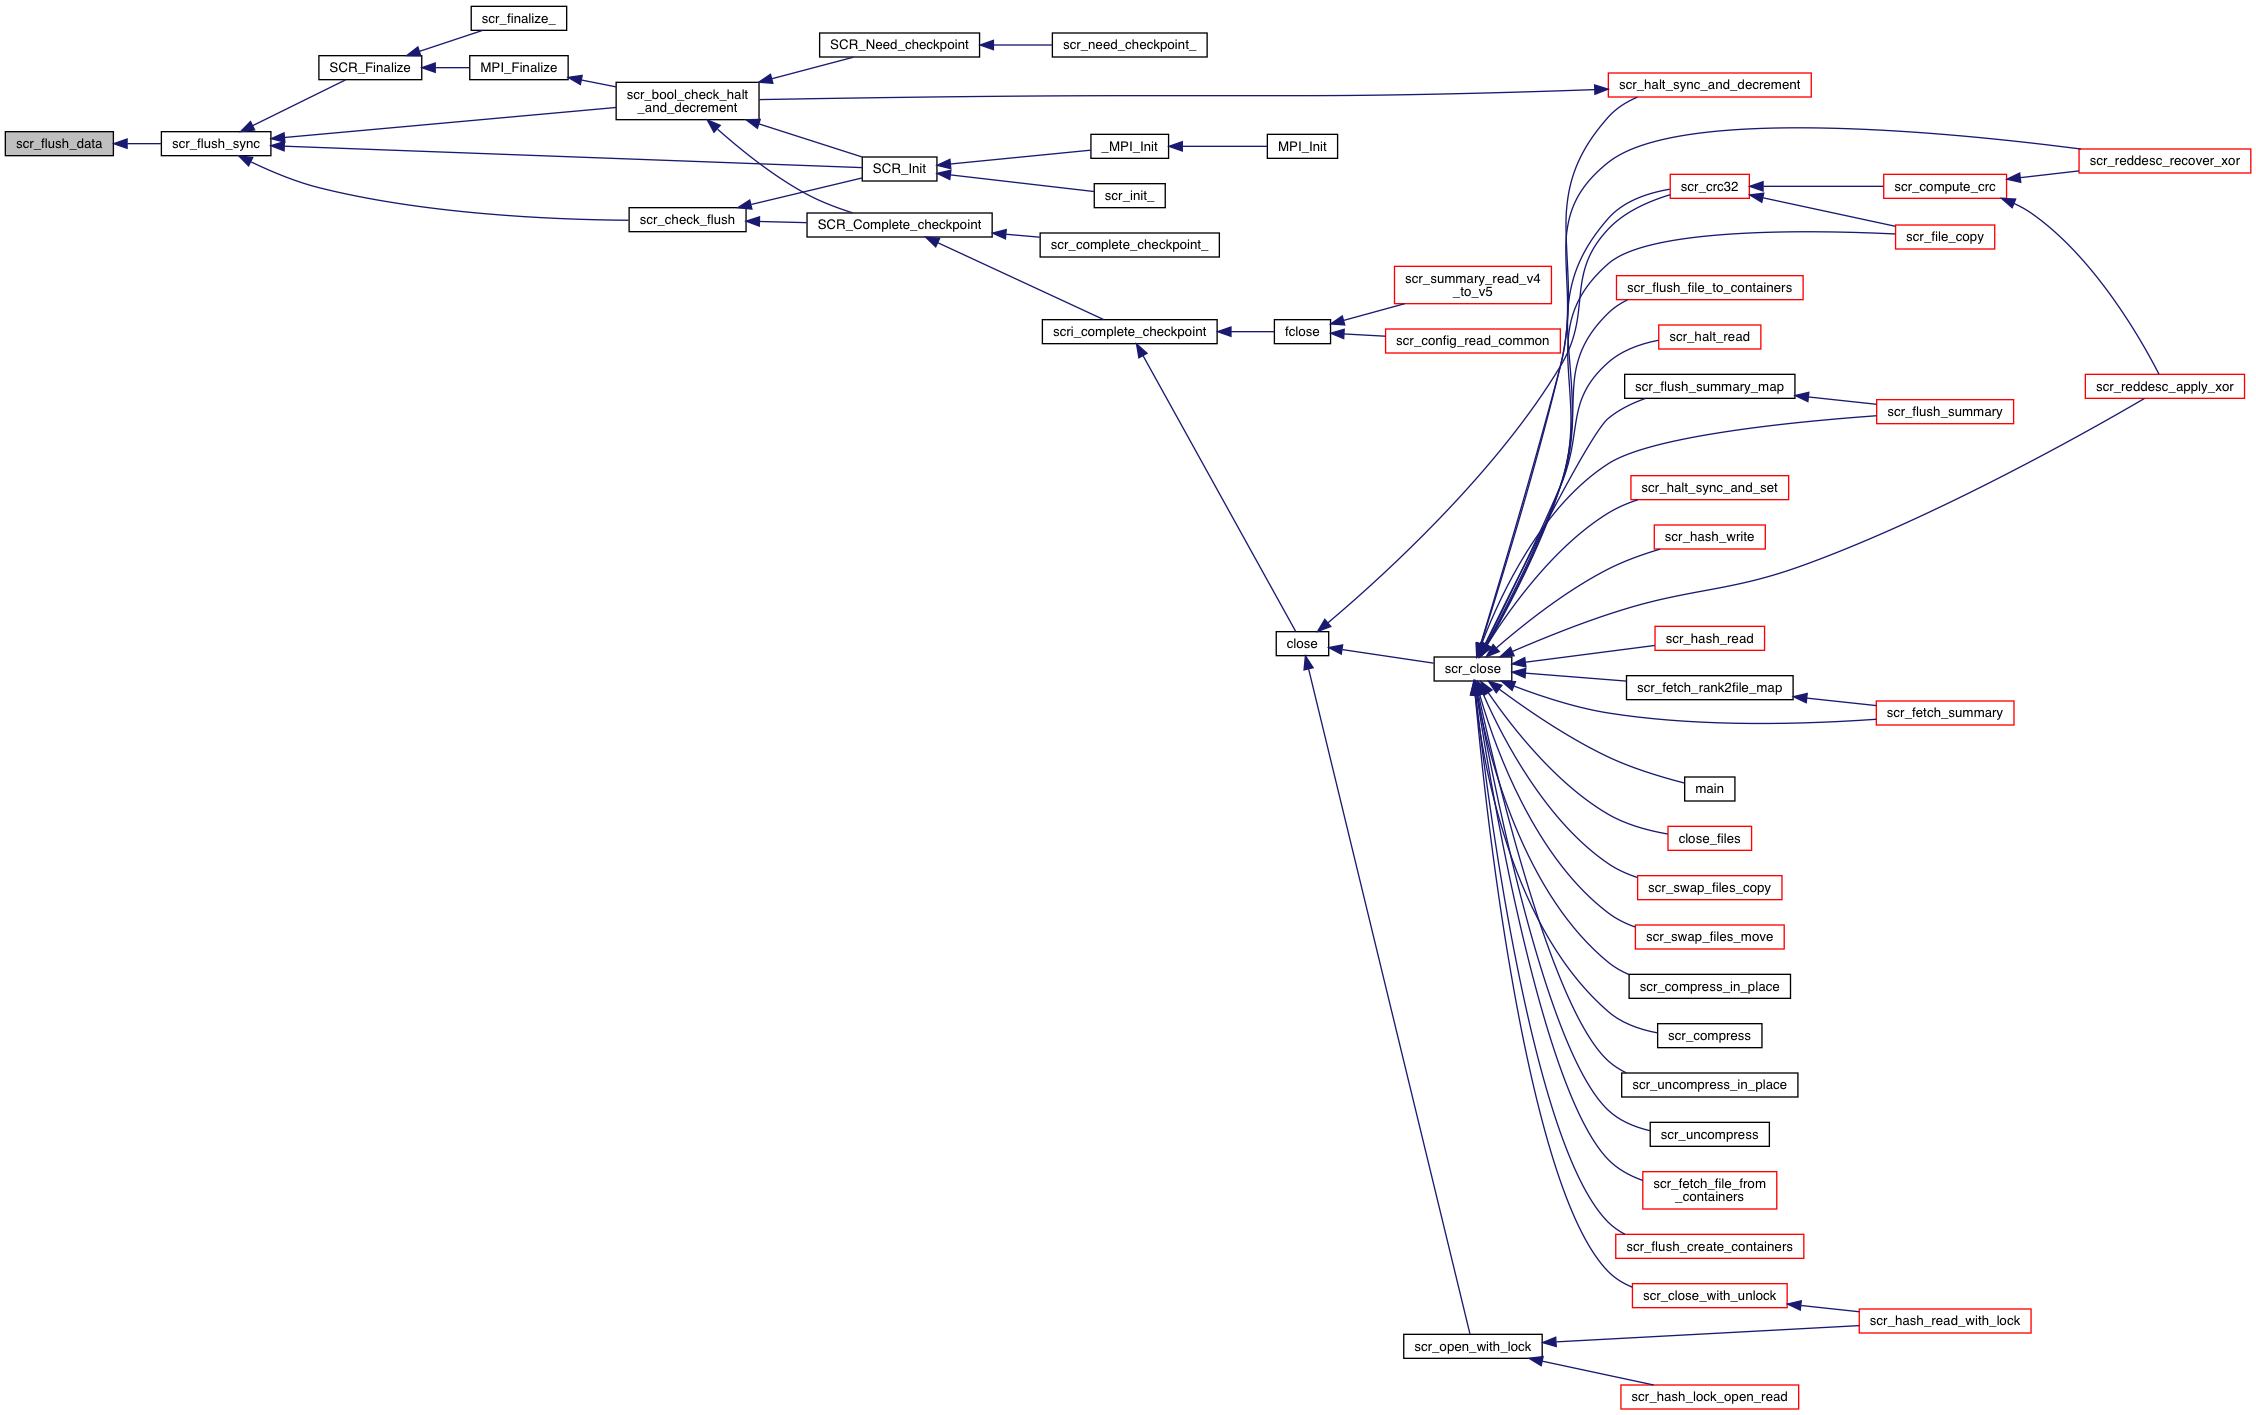 scr_finalize_
SCR_Finalize
MPI_Finalize
SCR_Need_checkpoint
scr_need_checkpoint_
scr_bool_check_halt
_and_decrement
scr_halt_sync_and_decrement
scr_flush_data
scr_flush_sync
_MPI_Init
MPI_Init
SCR_Init
scr_init_
scr_check_flush
SCR_Complete_checkpoint
scr_complete_checkpoint_
scr_reddesc_recover_xor
scr_crc32
scr_compute_crc
scr_file_copy
scr_summary_read_v4
_to_v5
scr_flush_file_to_containers
scri_complete_checkpoint
fclose
scr_config_read_common
scr_halt_read
scr_flush_summary_map
scr_reddesc_apply_xor
scr_flush_summary
scr_halt_sync_and_set
scr_hash_write
close
scr_close
scr_hash_read
scr_fetch_rank2file_map
scr_fetch_summary
main
close_files
scr_swap_files_copy
scr_swap_files_move
scr_compress_in_place
scr_compress
scr_uncompress_in_place
scr_uncompress
scr_fetch_file_from
_containers
scr_flush_create_containers
scr_close_with_unlock
scr_hash_read_with_lock
scr_open_with_lock
scr_hash_lock_open_read